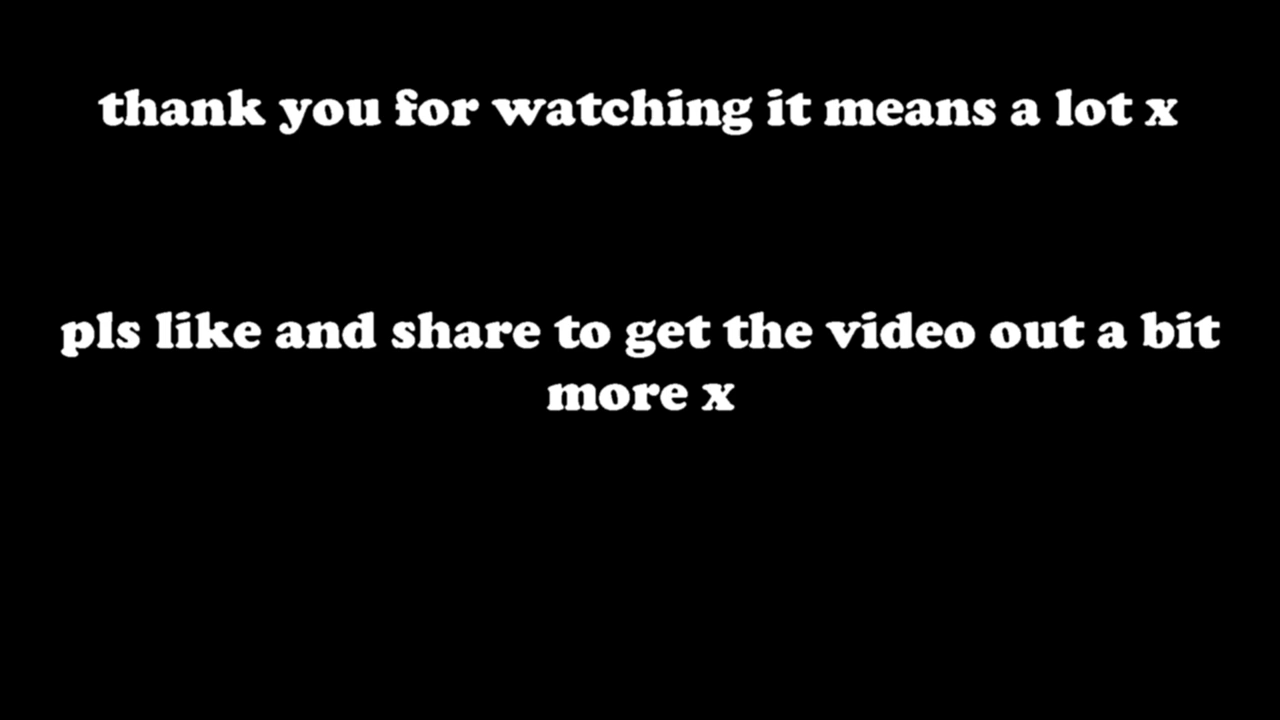 thank you for watching it means a lot x
pls like and share to get the video out a bit
more x